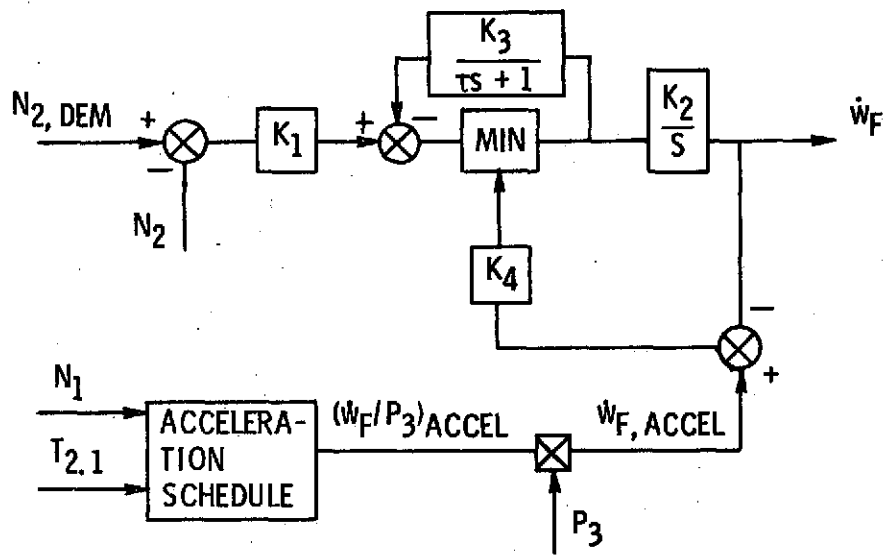 K3
τs + 1
N2, DEM
+
−
K1
+
−
MIN
K2
S
ẇF
N2
K4
−
+
N1
T2.1
ACCELERA-
TION
SCHEDULE
(ẇF/P3)ACCEL
ẇF, ACCEL
P3